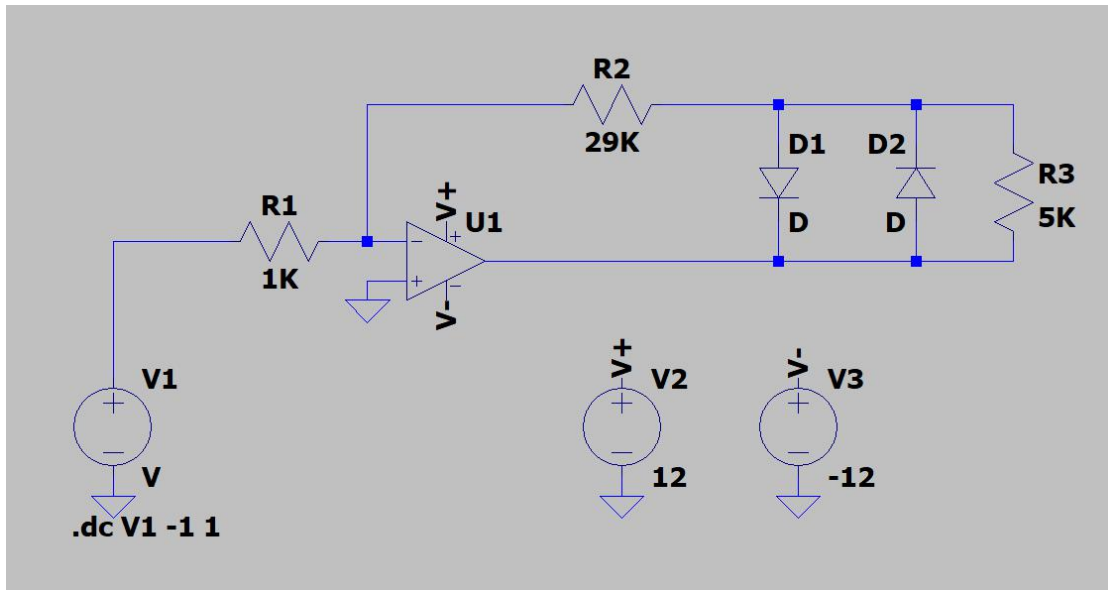 R2
29K
D1
D2
D
D
R3
5K
R1
1K
V+
U1
V-
V1
V
.dc V1 -1 1
V+
V2
12
V-
V3
-12